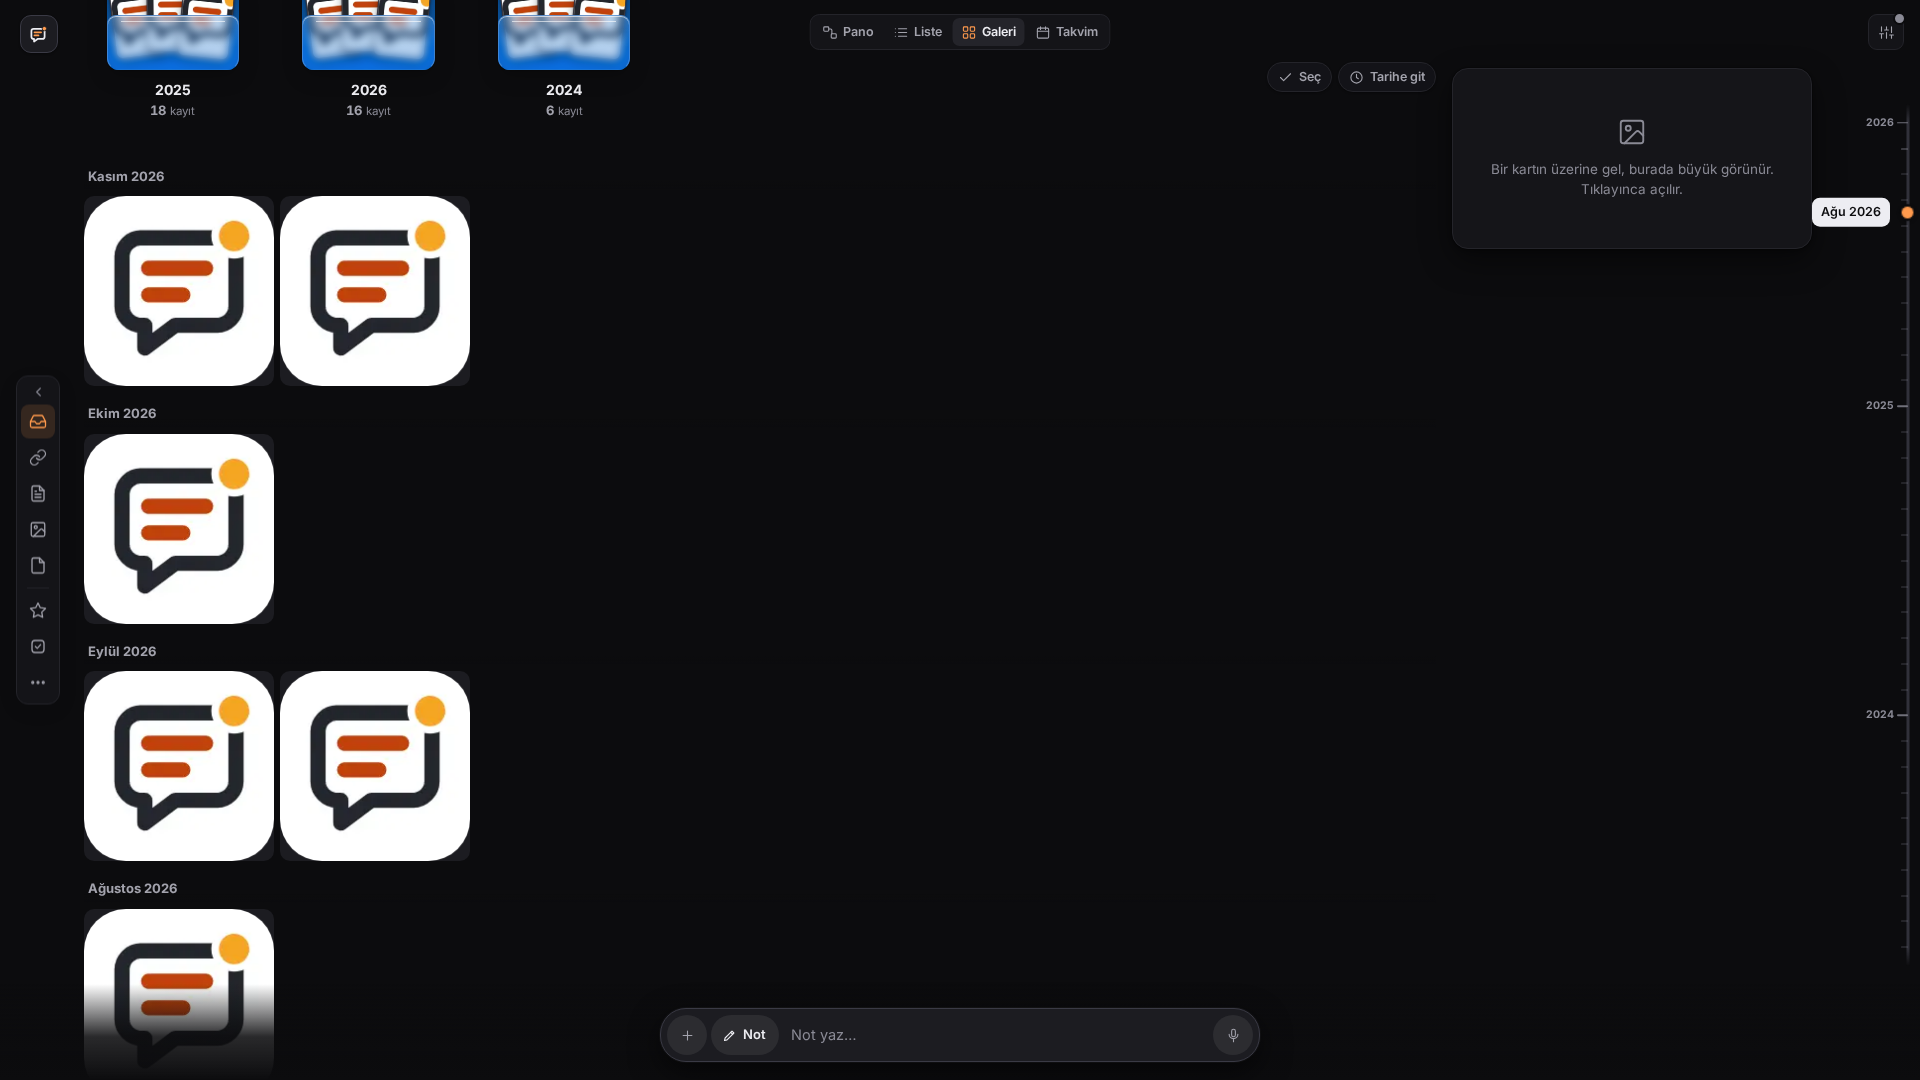 Pano
Liste
Galeri
Takvim
2025
18 kayıt
2026
16 kayıt
2024
6 kayıt
Seç
Tarihe git
Bir kartın üzerine gel, burada büyük görünür.
Tıklayınca açılır.
2026
Ağu 2026
2025
2024
Kasım 2026
Ekim 2026
Eylül 2026
Ağustos 2026
Not
Not yaz...